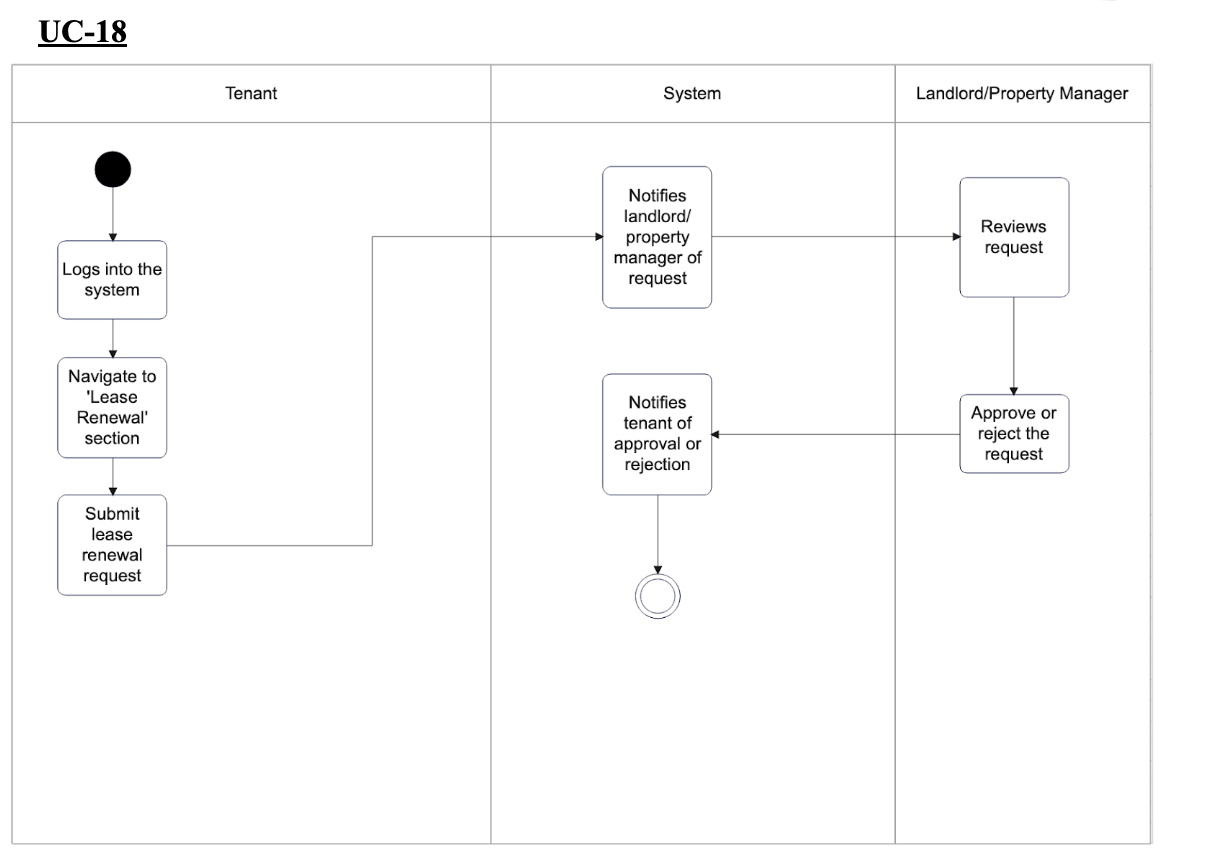 UC-18
Tenant
System
Landlord/Property Manager
Logs into the
system
Navigate to
'Lease
Renewal'
section
Submit
lease
renewal
request
Notifies
landlord/
property
manager of
request
Reviews
request
Approve or
reject the
request
Notifies
tenant of
approval or
rejection